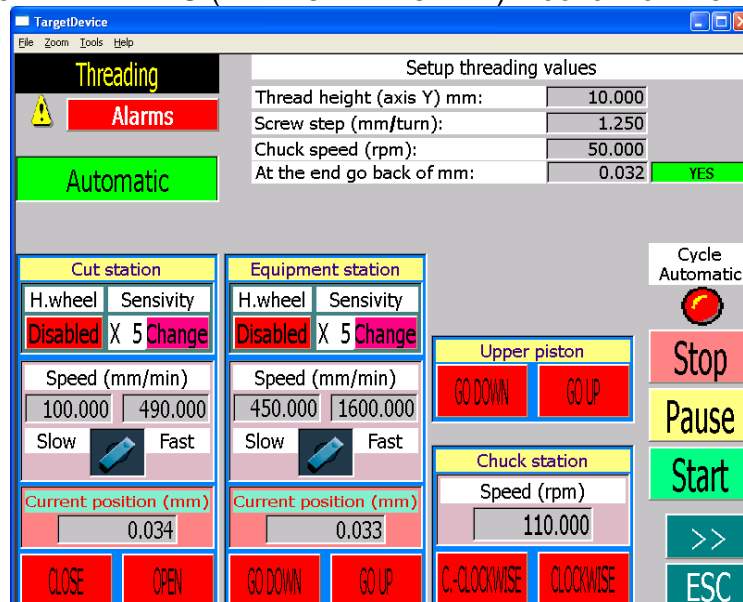 TargetDevice
File Zoom Tools Help
Threading
Alarms
Automatic
Setup threading values
Thread height (axis Y) mm: 10.000
Screw step (mm/turn): 1.250
Chuck speed (rpm): 50.000
At the end go back of mm: 0.032 YES
Cut station
H.wheel Sensivity
Disabled X 5 Change
Speed (mm/min)
100.000 490.000
Slow Fast
Current position (mm)
0.034
CLOSE OPEN
Equipment station
H.wheel Sensivity
Disabled X 5 Change
Speed (mm/min)
450.000 1600.000
Slow Fast
Current position (mm)
0.033
GO DOWN GO UP
Upper piston
GO DOWN GO UP
Chuck station
Speed (rpm)
110.000
C.-CLOCKWISE CLOCKWISE
Cycle
Automatic
Stop
Pause
Start
>>
ESC